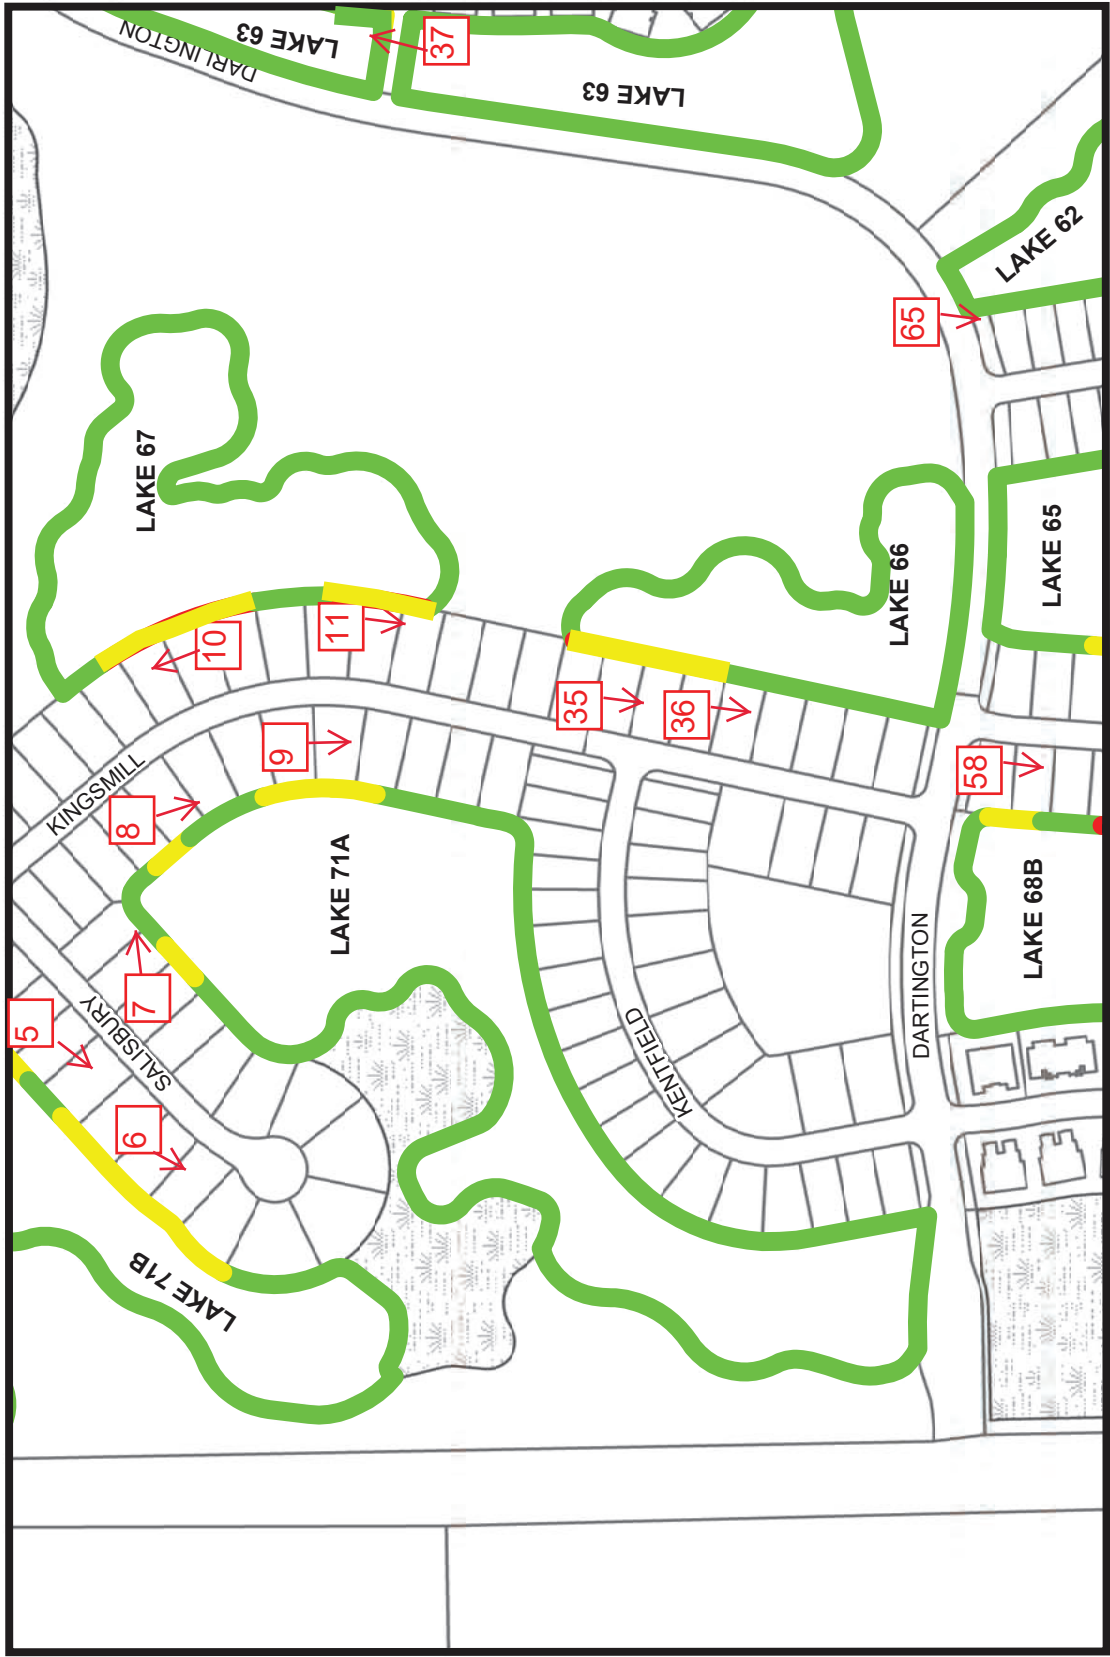 DARLINGTON
LAKE 63
37
LAKE 63
LAKE 62
65
LAKE 67
LAKE 65
LAKE 66
10
11
35
36
9
58
KINGSMILL
8
LAKE 71A
LAKE 68B
DARTINGTON
7
5
SALISBURY
KENTFIELD
6
LAKE 71B